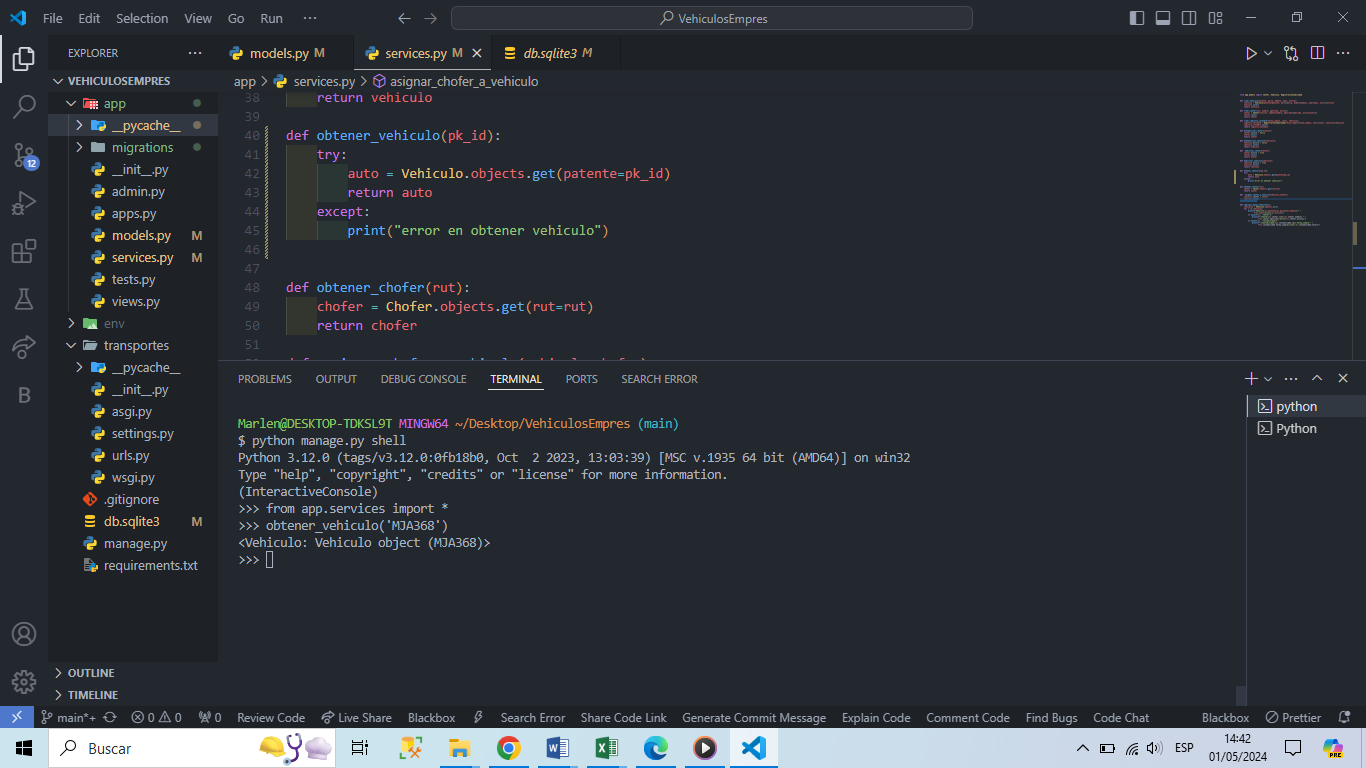 File Edit Selection View Go Run ···
VehiculosEmpres
EXPLORER
VEHICULOSEMPRES
app
__pycache__
migrations
__init__.py
admin.py
apps.py
models.py M
services.py M
tests.py
views.py
env
transportes
__pycache__
__init__.py
asgi.py
settings.py
urls.py
wsgi.py
.gitignore
db.sqlite3 M
manage.py
requirements.txt
OUTLINE
TIMELINE
12
B
models.py M
services.py M
db.sqlite3 M
app > services.py > asignar_chofer_a_vehiculo
38 return vehiculo
39
40 def obtener_vehiculo(pk_id):
41 try:
42 auto = Vehiculo.objects.get(patente=pk_id)
43 return auto
44 except:
45 print("error en obtener vehiculo")
46
47
48 def obtener_chofer(rut):
49 chofer = Chofer.objects.get(rut=rut)
50 return chofer
51
PROBLEMS OUTPUT DEBUG CONSOLE TERMINAL PORTS SEARCH ERROR
python
Python
Marlen@DESKTOP-TDKSL9T MINGW64 ~/Desktop/VehiculosEmpres (main)
$ python manage.py shell
Python 3.12.0 (tags/v3.12.0:0fb18b0, Oct  2 2023, 13:03:39) [MSC v.1935 64 bit (AMD64)] on win32
Type "help", "copyright", "credits" or "license" for more information.
(InteractiveConsole)
>>> from app.services import *
>>> obtener_vehiculo('MJA368')
<Vehiculo: Vehiculo object (MJA368)>
>>>
main*+ 0 0 0 Review Code Live Share Blackbox Search Error Share Code Link Generate Commit Message Explain Code Comment Code Find Bugs Code Chat Blackbox Prettier
Buscar
ESP
14:42
01/05/2024
PRE